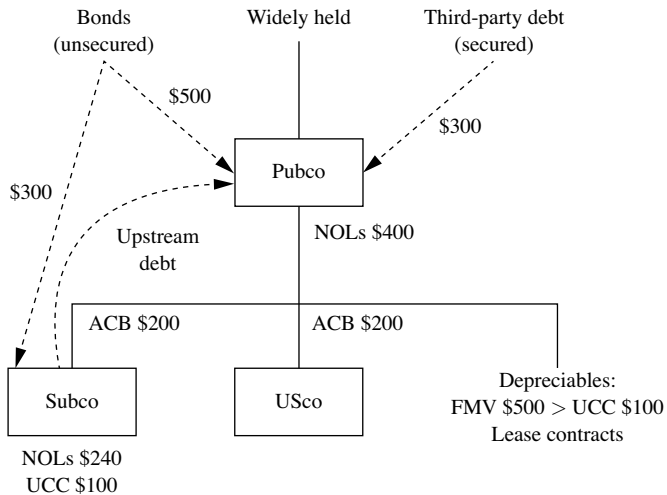 Bonds
(unsecured)
Widely held
Third-party debt
(secured)
$500
$300
Pubco
$300
NOLs $400
Upstream
debt
ACB $200
ACB $200
Subco
USco
Depreciables:
FMV $500 > UCC $100
Lease contracts
NOLs $240
UCC $100